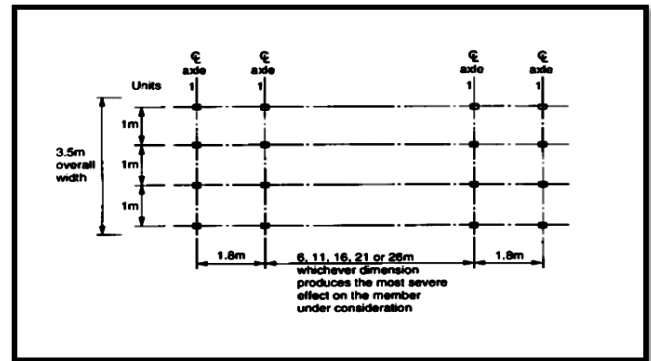 ℄ ℄ ℄ ℄
axle axle axle axle
Units 1 1 1 1
1m
3.5m
overall
width
1m
1m
1.8m 6, 11, 16, 21 or 26m 1.8m
whichever dimension
produces the most severe
effect on the member
under consideration